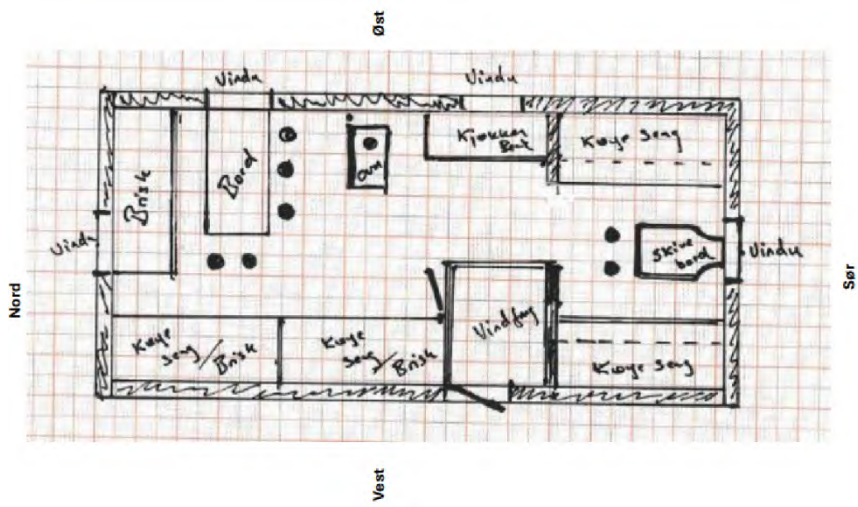 Øst
Vindu
Vindu
Brisk
Bord
Ovn
Kjøkken
Benk
Køye Seng
Vindu
Skive
bord
Vindu
Nord
Sør
Køye
Seng/Brisk
Køye
Seng/Brisk
Vindfang
Køye Seng
Vest